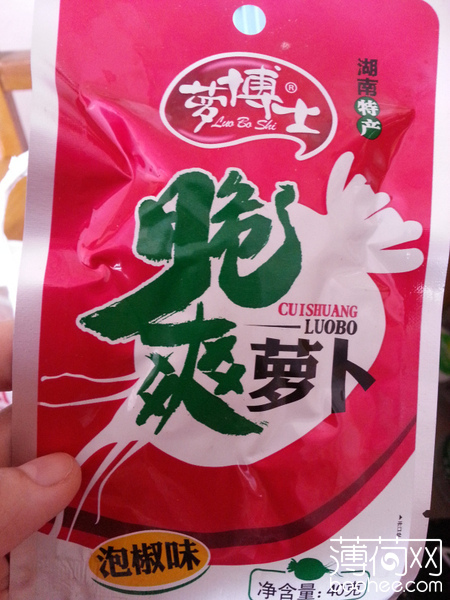 萝博士®
Luo Bo Shi
湖南特产
脆爽
CUISHUANG
LUOBO
萝卜
泡椒味
净含量:40克
薄荷网